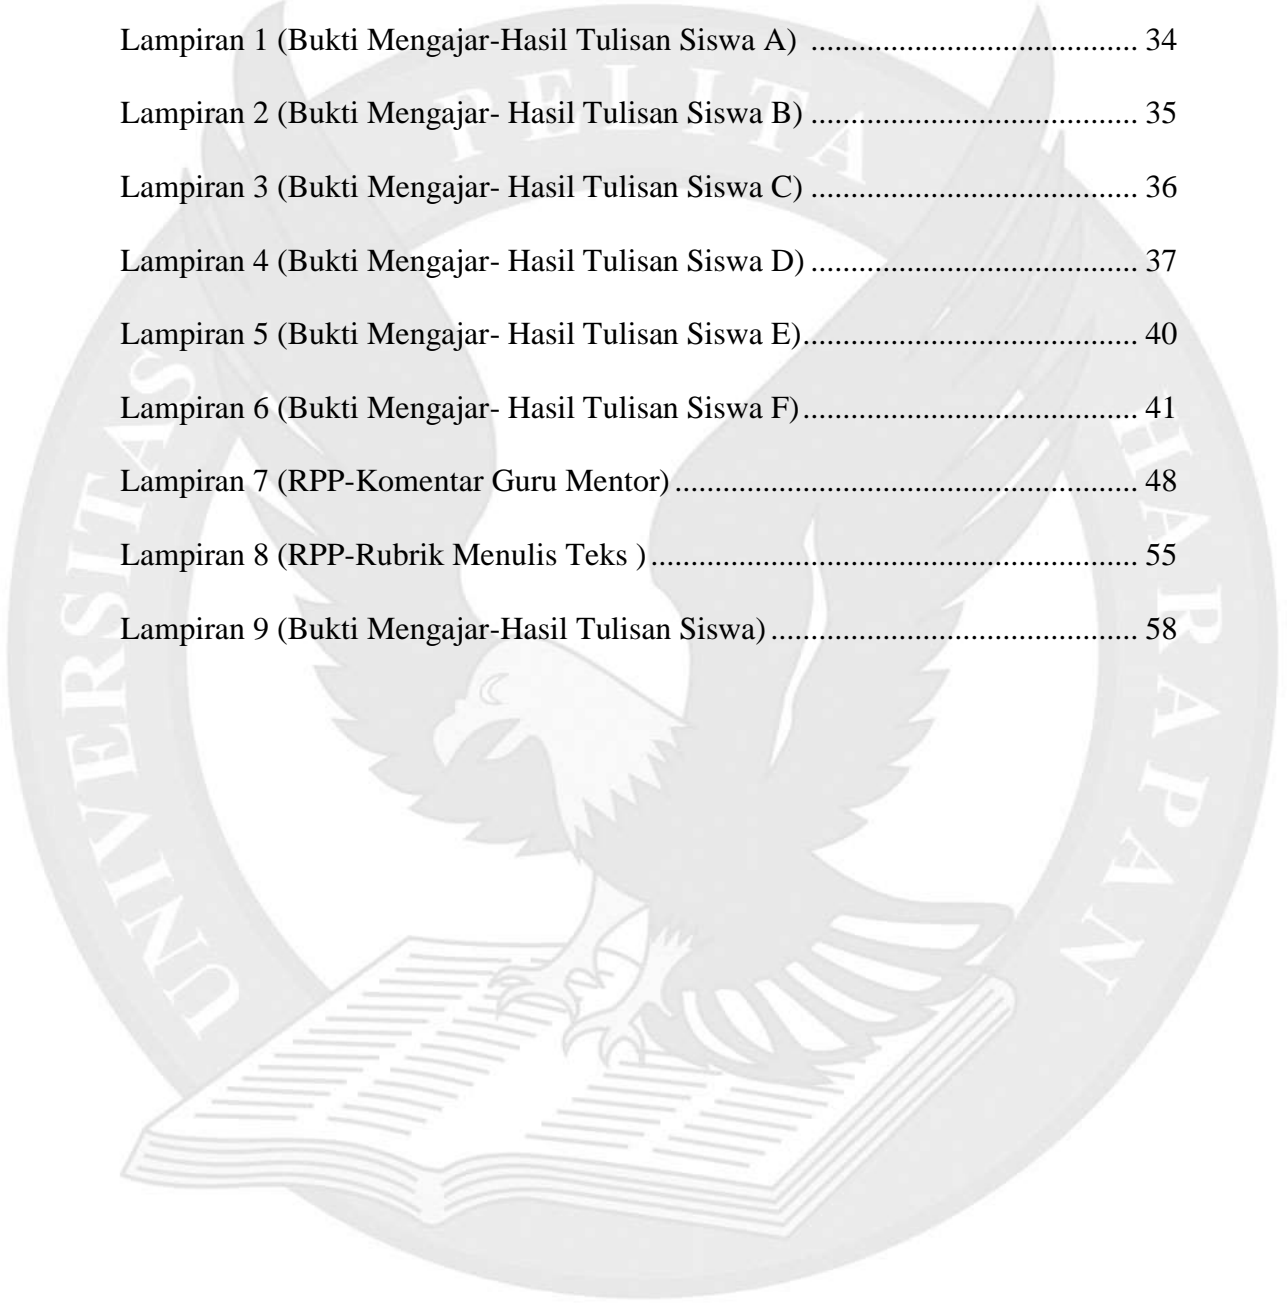 Lampiran 1 (Bukti Mengajar-Hasil Tulisan Siswa A) ......................................... 34
Lampiran 2 (Bukti Mengajar- Hasil Tulisan Siswa B) ......................................... 35
Lampiran 3 (Bukti Mengajar- Hasil Tulisan Siswa C) ......................................... 36
Lampiran 4 (Bukti Mengajar- Hasil Tulisan Siswa D) ......................................... 37
Lampiran 5 (Bukti Mengajar- Hasil Tulisan Siswa E).......................................... 40
Lampiran 6 (Bukti Mengajar- Hasil Tulisan Siswa F).......................................... 41
Lampiran 7 (RPP-Komentar Guru Mentor).......................................................... 48
Lampiran 8 (RPP-Rubrik Menulis Teks )............................................................. 55
Lampiran 9 (Bukti Mengajar-Hasil Tulisan Siswa).............................................. 58
UNIVERSITAS PELITA HARAPAN